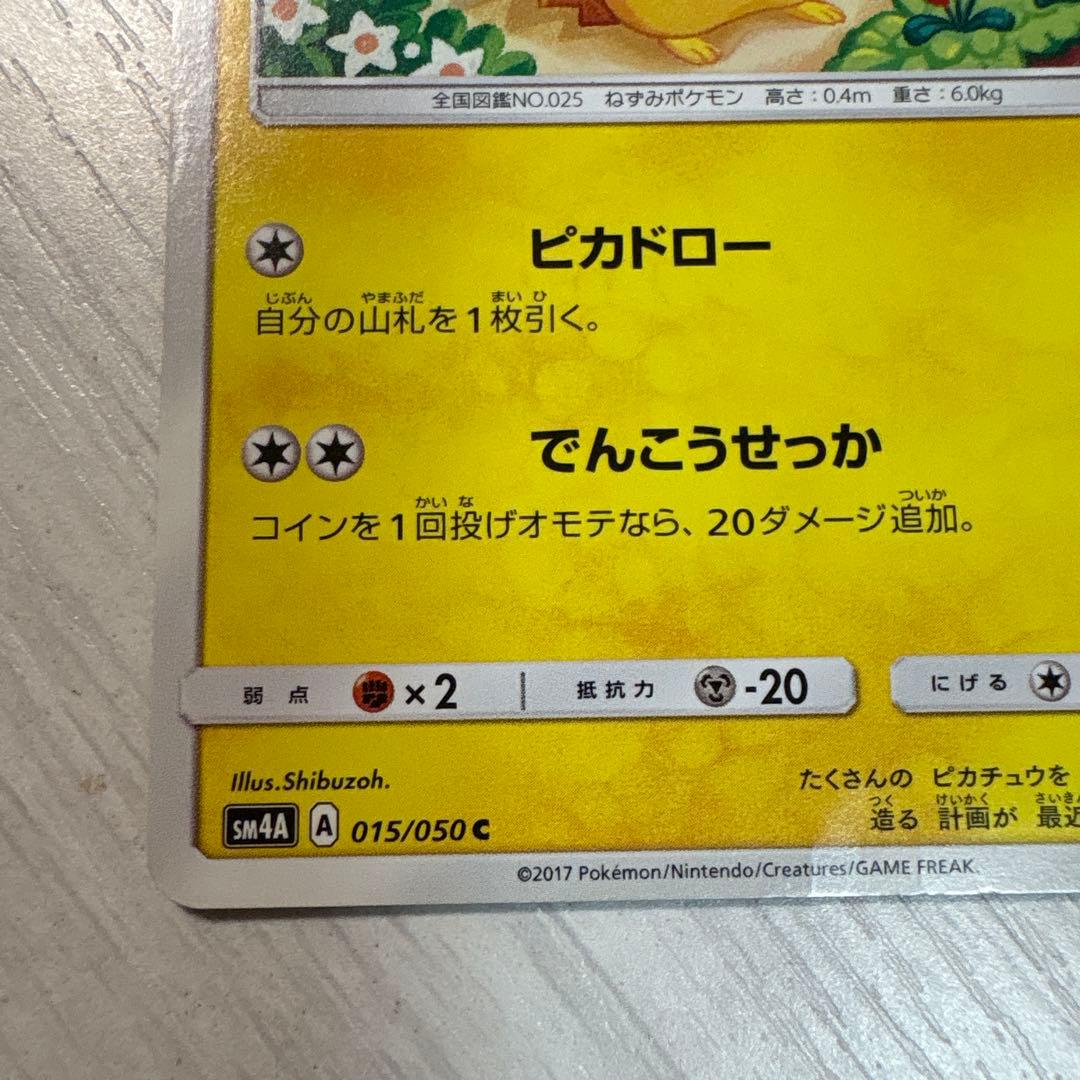 全国図鑑NO.025 ねずみポケモン 高さ:0.4m 重さ:6.0kg
ピカドロー
じぶん やまふだ まい ひ
自分の山札を1枚引く。
でんこうせっか
かい な ついか
コインを1回投げオモテなら、20ダメージ追加。
弱点 ×2 抵抗力 -20 にげる
Illus.Shibuzoh.
たくさんの ピカチュウを
つく けいかく さいきん
造る 計画が 最近
SM4A A 015/050 C
©2017 Pokémon/Nintendo/Creatures/GAME FREAK.